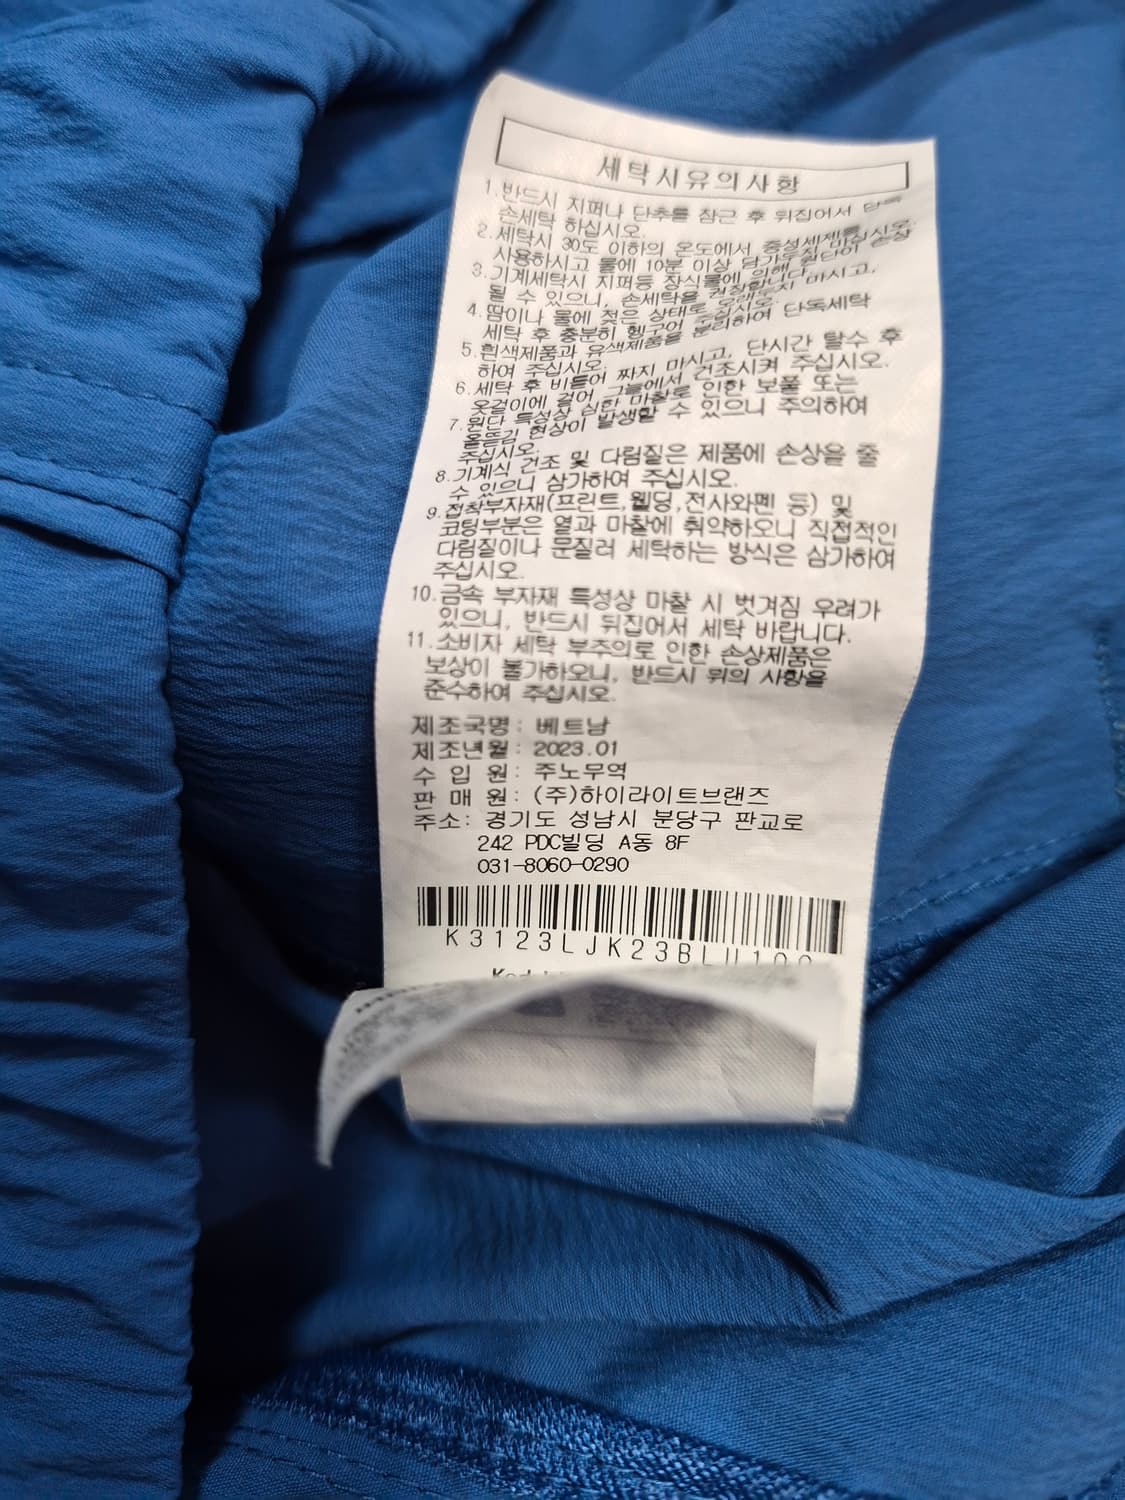 세탁시유의사항
1.반드시 지퍼나 단추를 잠근 후 뒤집어서 단독
손세탁 하십시오.
2.세탁시 30도 이하의 온도에서 중성세제를
사용하시고 물에 10분 이상 담가두지 마십시오.
3.기계세탁시 지퍼등 장식물에 의해 원단이 손상
될 수 있으니, 손세탁을 권장합니다.
4.땀이나 물에 젖은 상태로 오래두지 마시고,
세탁 후 충분히 헹구어 주십시오.
5.흰색제품과 유색제품을 분리하여 단독세탁
하여 주십시오.
6.세탁 후 비틀어 짜지 마시고, 단시간 탈수 후
옷걸이에 걸어 그늘에서 건조시켜 주십시오.
7.원단 특성상 심한 마찰로 인한 보풀 또는
올뜯김 현상이 발생할 수 있으니 주의하여
주십시오.
8.기계식 건조 및 다림질은 제품에 손상을 줄
수 있으니 삼가하여 주십시오.
9.접착부자재(프린트,웰딩,전사와펜 등) 및
코팅부분은 열과 마찰에 취약하오니 직접적인
다림질이나 문질러 세탁하는 방식은 삼가하여
주십시오.
10.금속 부자재 특성상 마찰 시 벗겨짐 우려가
있으니, 반드시 뒤집어서 세탁 바랍니다.
11.소비자 세탁 부주의로 인한 손상제품은
보상이 불가하오니, 반드시 위의 사항을
준수하여 주십시오.
제조국명: 베트남
제조년월: 2023.01
수 입 원: 주노무역
판 매 원: (주)하이라이트브랜즈
주소: 경기도 성남시 분당구 판교로
242 PDC빌딩 A동 8F
031-8060-0290
K3123LJK23BLU100